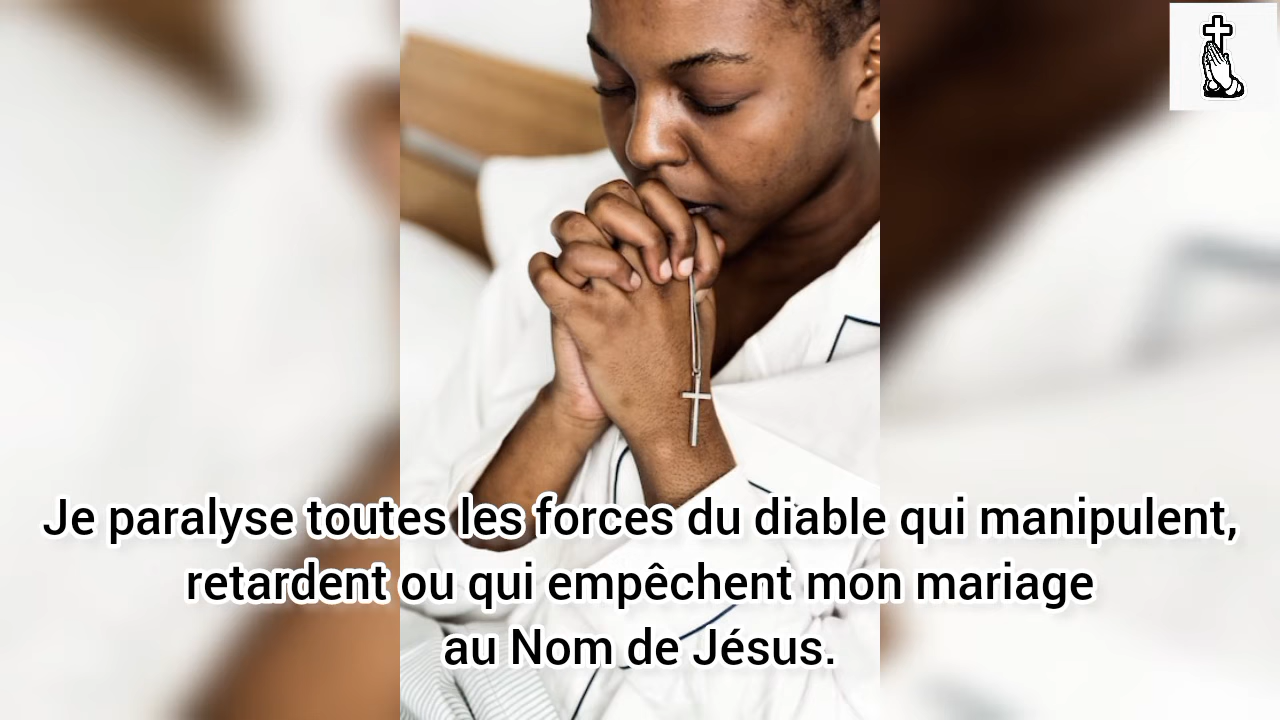 Je paralyse toutes les forces du diable qui manipulent,
retardent ou qui empêchent mon mariage
au Nom de Jésus.